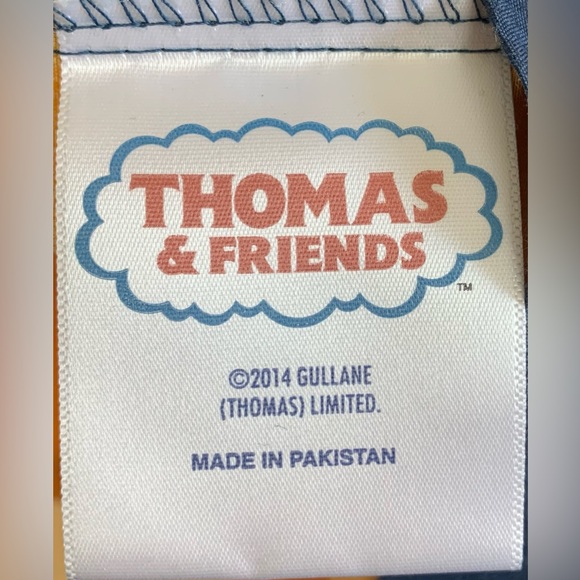 THOMAS
& FRIENDS
™
©2014 GULLANE
(THOMAS) LIMITED.
MADE IN PAKISTAN